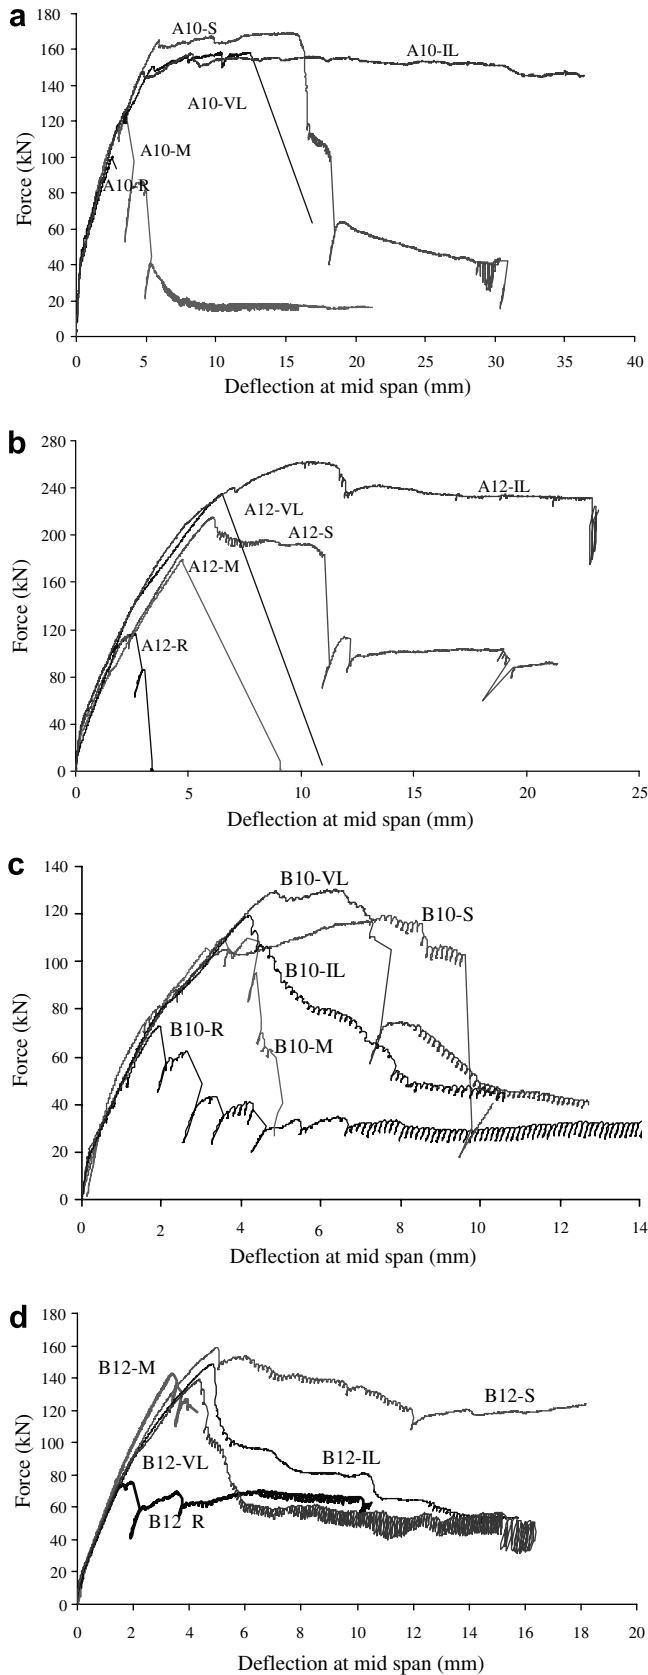 a
180
160
140
120
100
80
60
40
20
0
Force (kN)
A10-S
A10-IL
A10-VL
A10-M
A10-R
0 5 10 15 20 25 30 35 40
Deflection at mid span (mm)
b
280
240
200
160
120
80
40
0
Force (kN)
A12-IL
A12-VL
A12-S
A12-M
A12-R
0 5 10 15 20 25
Deflection at mid span (mm)
c
140
120
100
80
60
40
20
0
Force (kN)
B10-VL
B10-S
B10-IL
B10-R
B10-M
0 2 4 6 8 10 12 14
Deflection at mid span (mm)
d
180
160
140
120
100
80
60
40
20
0
Force (kN)
B12-M
B12-S
B12-IL
B12-VL
B12 R
0 2 4 6 8 10 12 14 16 18 20
Deflection at mid span (mm)